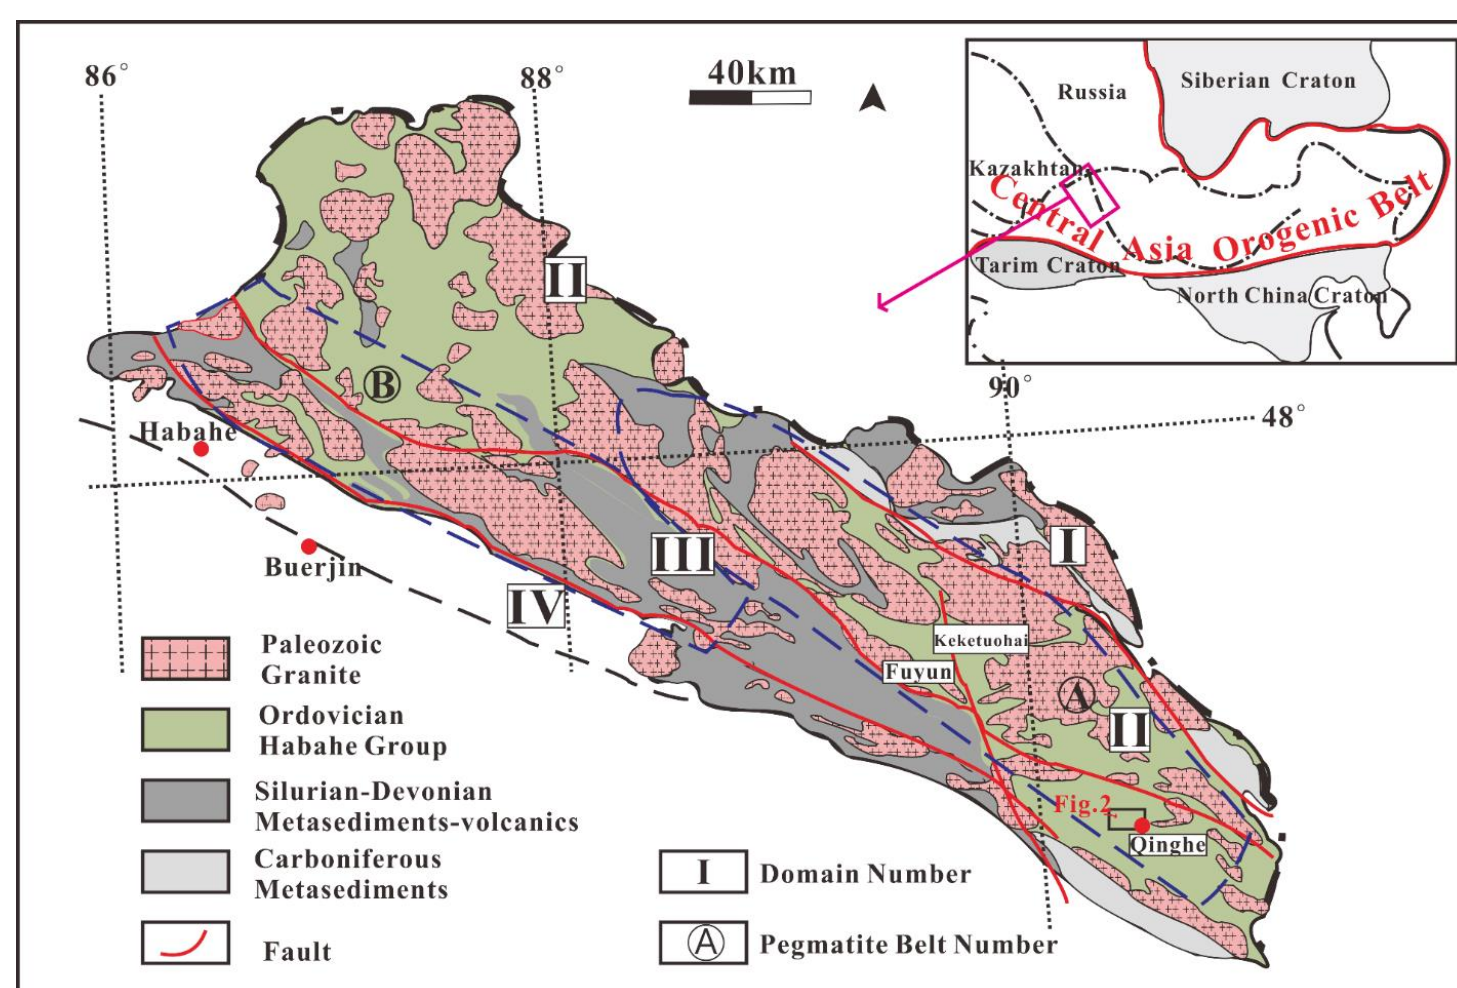 86°
88°
40km
Russia
Siberian Craton
Kazakhtan
Central Asia Orogenic Belt
Tarim Craton
North China Craton
90°
48°
II
B
Habahe
Buerjin
III
IV
I
Keketuohai
Fuyun
A
II
Fig.2
Qinghe
Paleozoic
Granite
Ordovician
Habahe Group
Silurian-Devonian
Metasediments-volcanics
Carboniferous
Metasediments
Fault
I
Domain Number
A
Pegmatite Belt Number